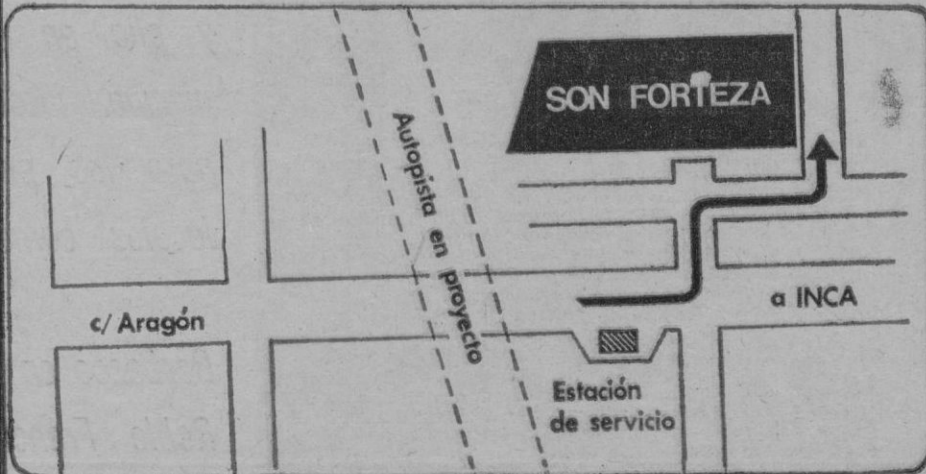 SON FORTEZA
Autopista en proyecto
c/ Aragón
a INCA
Estación
de servicio